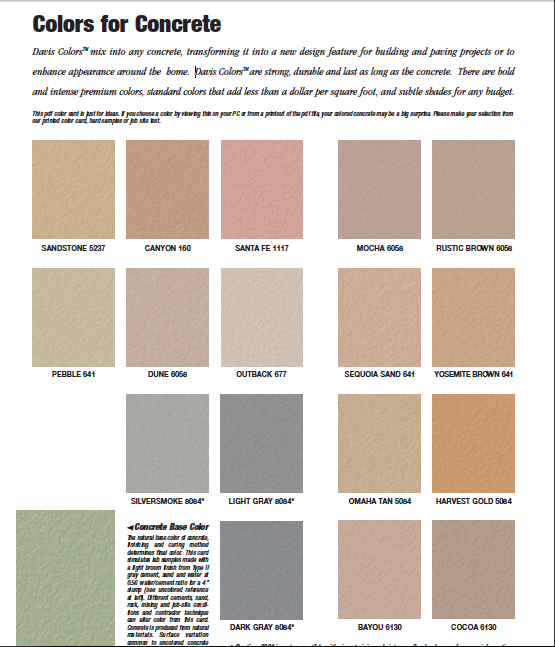 Colors for Concrete
Davis Colors™ mix into any concrete, transforming it into a new design feature for building and paving projects or to
enhance appearance around the home. Davis Colors™ are strong, durable and last as long as the concrete. There are bold
and intense premium colors, standard colors that add less than a dollar per square foot, and subtle shades for any budget.
This pdf color card is just for ideas. If you choose a color by viewing this on your PC or from a printout of the pdf file, your colored concrete may be a big surprise. Please make your selection from
our printed color card, hard samples or job site test.
SANDSTONE 5237
CANYON 160
SANTA FE 1117
MOCHA 6058
RUSTIC BROWN 6058
PEBBLE 641
DUNE 6058
OUTBACK 677
SEQUOIA SAND 641
YOSEMITE BROWN 641
SILVERSMOKE 8084*
LIGHT GRAY 8084*
OMAHA TAN 5084
HARVEST GOLD 5084
◄Concrete Base Color
The natural base color of concrete,
finishing and curing method
determines final color. This card
simulates lab samples made with
a light broom finish from Type II
gray cement, sand and water at
0.56 water/cement ratio for a 4"
slump (see uncolored reference
at left). Different cements, sand,
rock, mixing and job-site condi-
tions and contractor technique
can alter color from this card.
Concrete is produced from natural
materials. Surface variation
common to uncolored concrete
DARK GRAY 8084*
BAYOU 6130
COCOA 6130